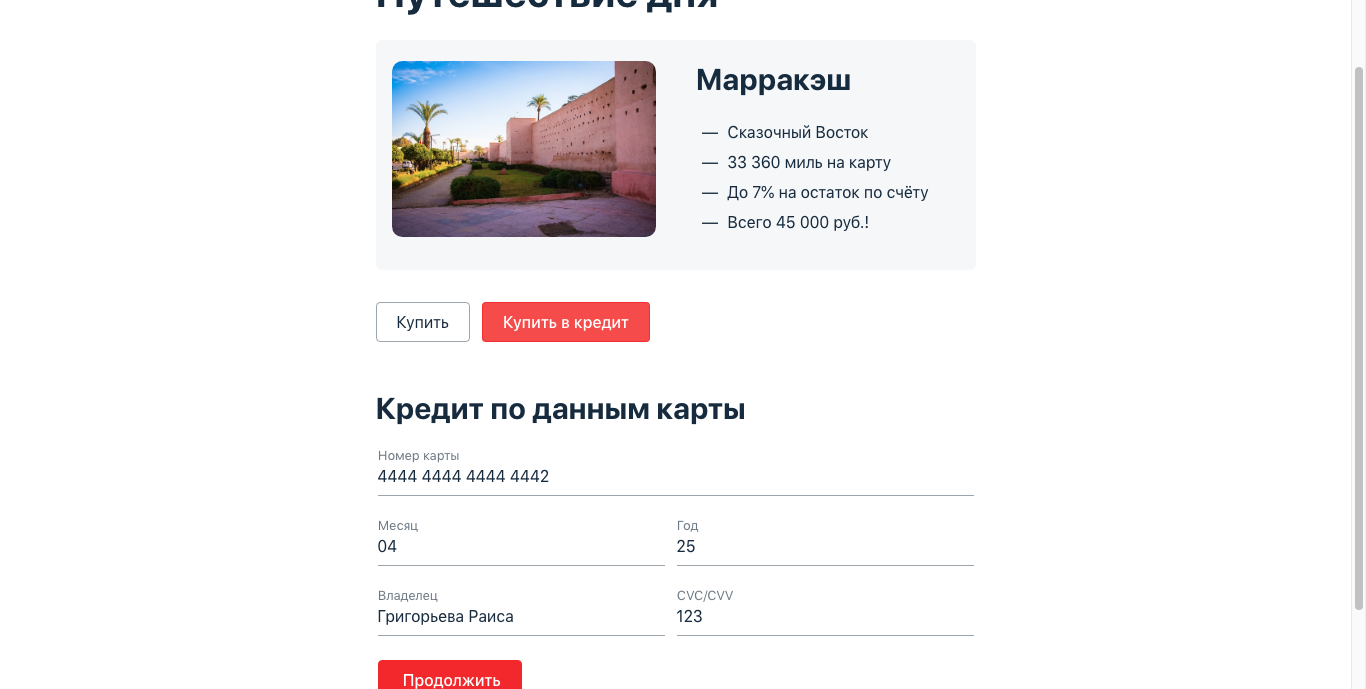 Путешествие дня
Марракэш
— Сказочный Восток
— 33 360 миль на карту
— До 7% на остаток по счёту
— Всего 45 000 руб.!
Купить
Купить в кредит
Кредит по данным карты
Номер карты
4444 4444 4444 4442
Месяц
Год
04
25
Владелец
CVC/CVV
Григорьева Раиса
123
Продолжить